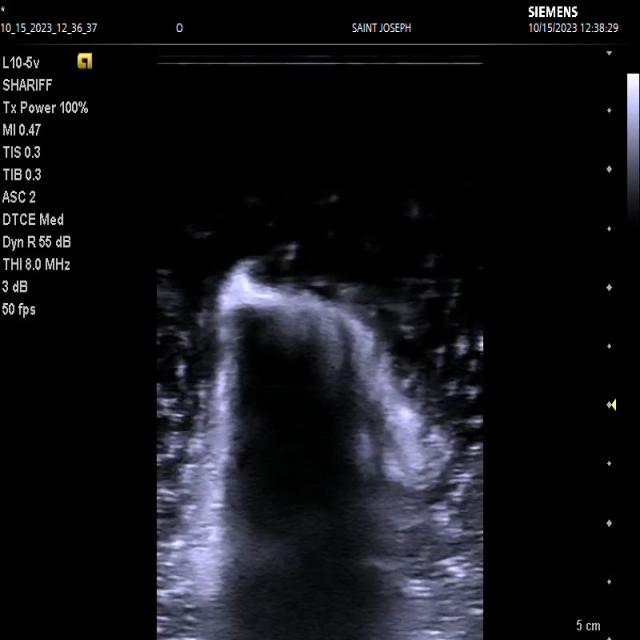 *
SIEMENS
10_15_2023_12_36_37 O SAINT JOSEPH 10/15/2023 12:38:29
L10-5v
SHARIFF
Tx Power 100%
MI 0.47
TIS 0.3
TIB 0.3
ASC 2
DTCE Med
Dyn R 55 dB
THI 8.0 MHz
3 dB
50 fps
5 cm